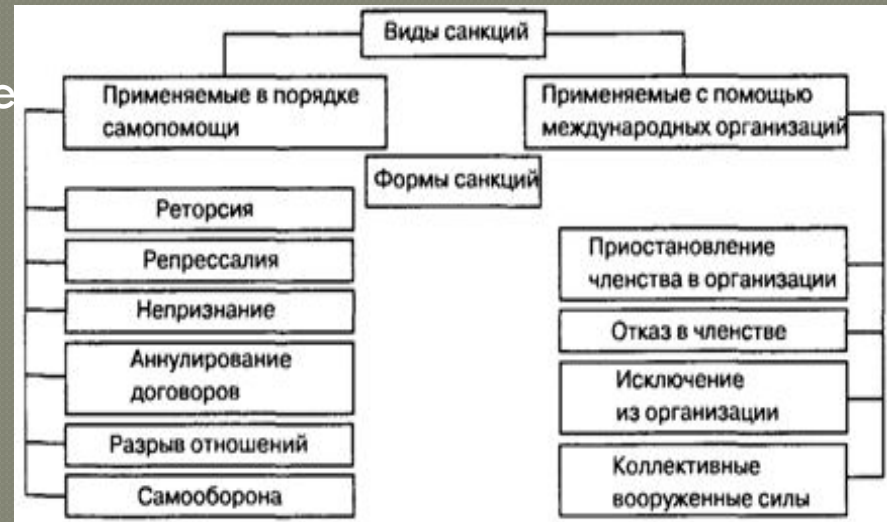 Виды санкций
Применяемые в порядке
самопомощи
Применяемые с помощью
международных организаций
Формы санкций
Реторсия
Репрессалия
Непризнание
Аннулирование
договоров
Разрыв отношений
Самооборона
Приостановление
членства в организации
Отказ в членстве
Исключение
из организации
Коллективные
вооруженные силы